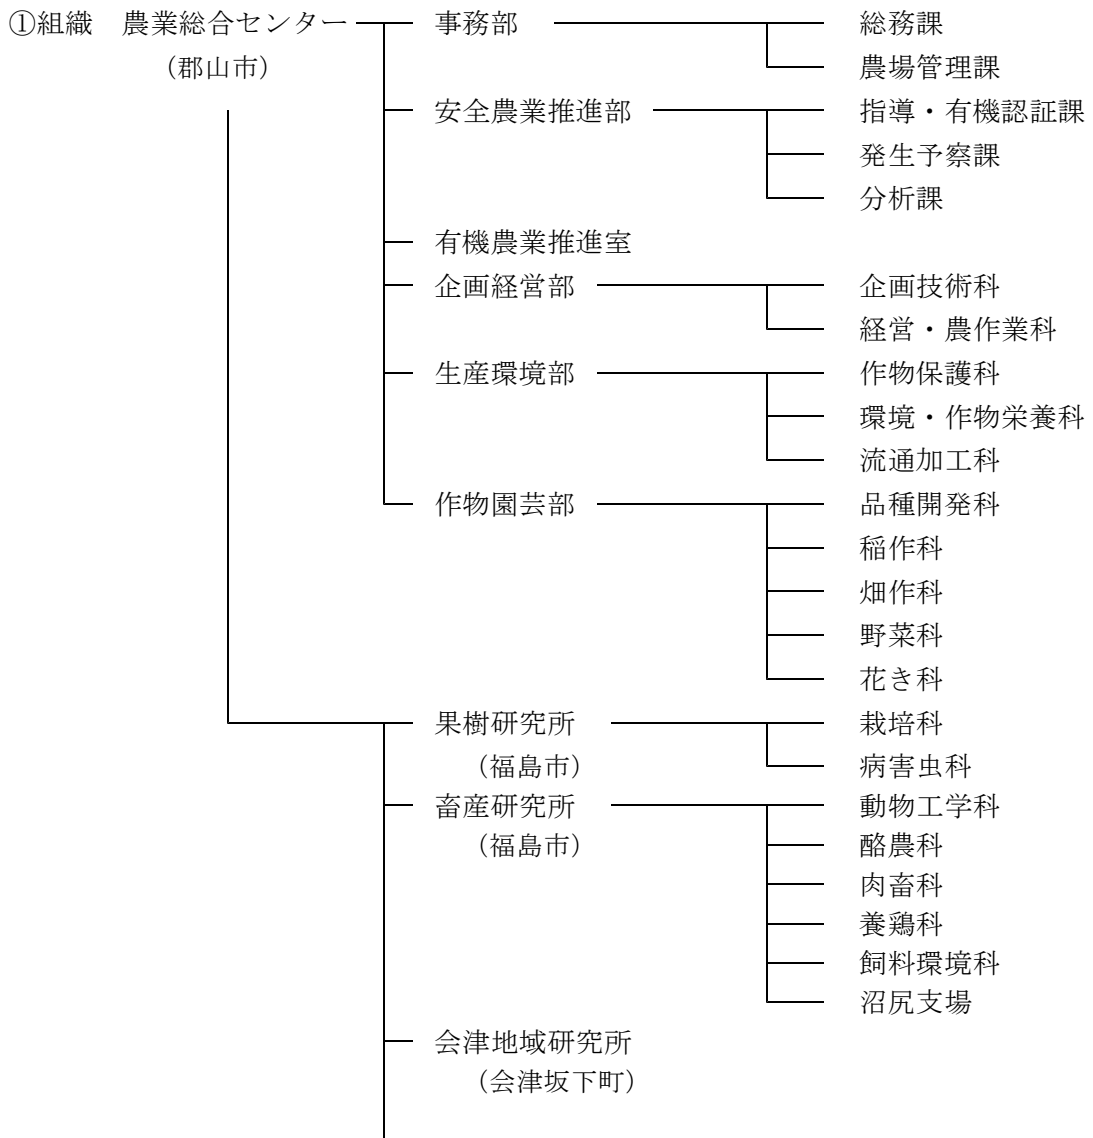 ①組織　農業総合センター　事務部　総務課
（郡山市）　農場管理課
安全農業推進部　指導・有機認証課
発生予察課
分析課
有機農業推進室
企画経営部　企画技術科
経営・農作業科
生産環境部　作物保護科
環境・作物栄養科
流通加工科
作物園芸部　品種開発科
稲作科
畑作科
野菜科
花き科
果樹研究所　栽培科
（福島市）　病害虫科
畜産研究所　動物工学科
（福島市）　酪農科
肉畜科
養鶏科
飼料環境科
沼尻支場
会津地域研究所
（会津坂下町）